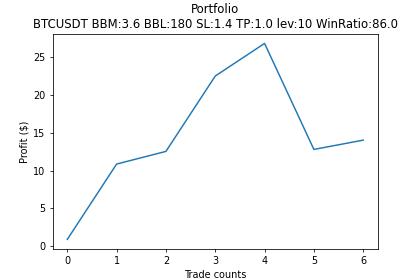 Portfolio
BTCUSDT BBM:3.6 BBL:180 SL:1.4 TP:1.0 lev:10 WinRatio:86.0
Profit ($)
25
20
15
10
5
0
0 1 2 3 4 5 6
Trade counts